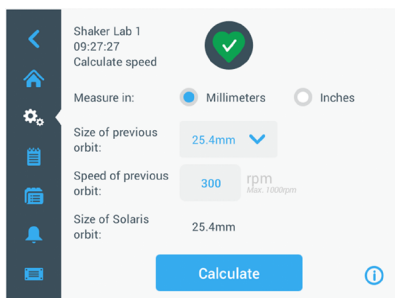 Shaker Lab 1
09:27:27
Calculate speed
Measure in: Millimeters Inches
Size of previous
orbit: 25.4mm
Speed of previous
orbit: 300 rpm
Max. 1000rpm
Size of Solaris
orbit: 25.4mm
Calculate